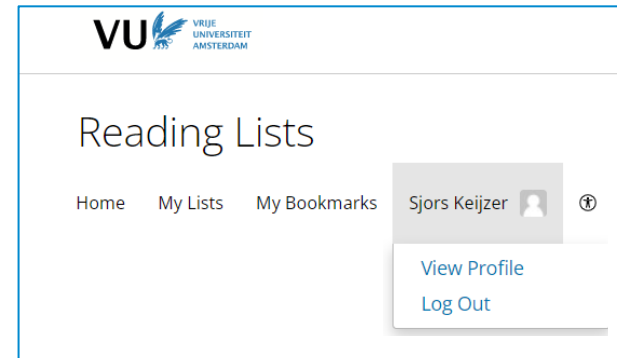 VU VRIJE
UNIVERSITEIT
AMSTERDAM
Reading Lists
Home My Lists My Bookmarks Sjors Keijzer
View Profile
Log Out